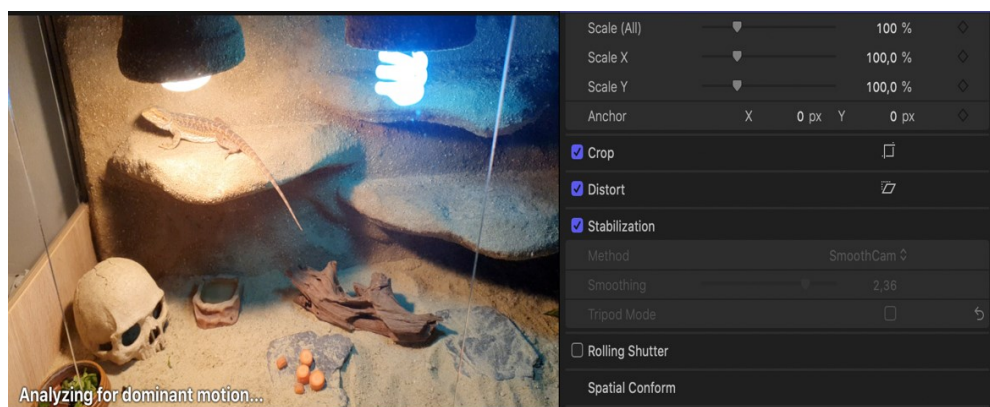 Analyzing for dominant motion...
Scale (All) 100 %
Scale X 100,0 %
Scale Y 100,0 %
Anchor X 0 px Y 0 px
Crop
Distort
Stabilization
Method SmoothCam
Smoothing 2,36
Tripod Mode
Rolling Shutter
Spatial Conform